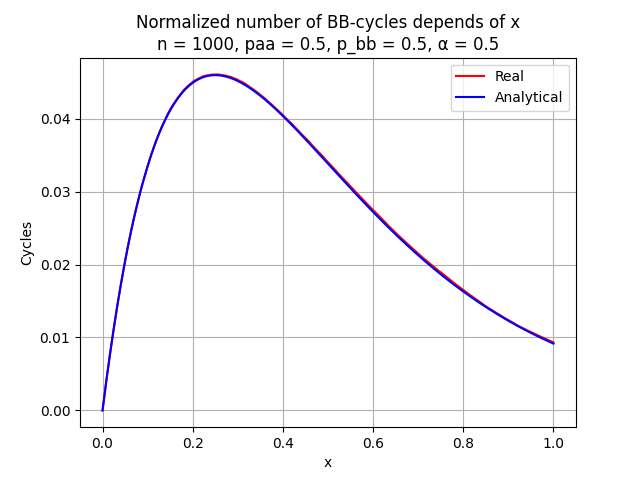 Normalized number of BB-cycles depends of x
n = 1000, paa = 0.5, p_bb = 0.5, α = 0.5
Real
Analytical
0.04
0.03
0.02
0.01
0.00
Cycles
0.0 0.2 0.4 0.6 0.8 1.0
x